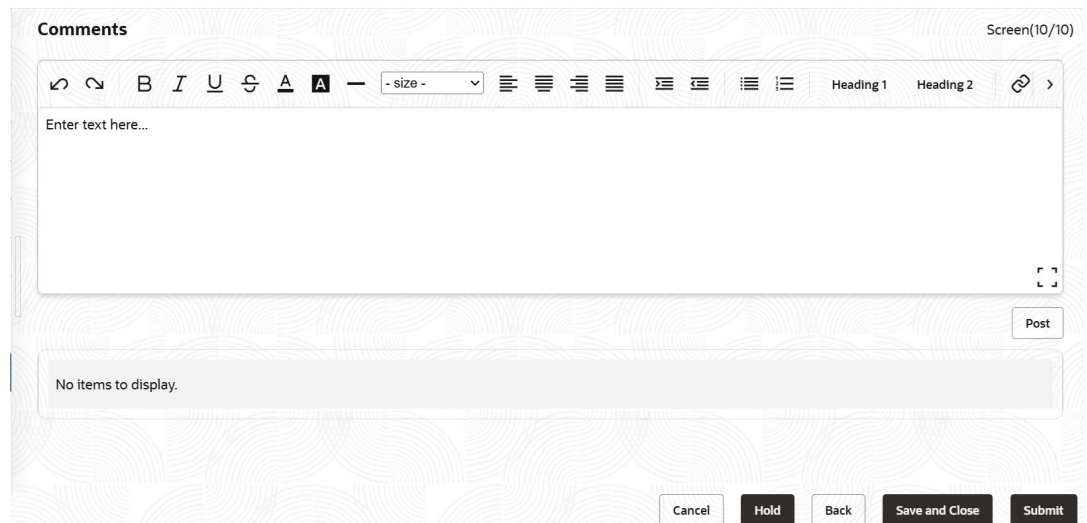 Comments
Screen(10/10)
B I U S A A - size - Heading 1 Heading 2
Enter text here...
Post
No items to display.
Cancel Hold Back Save and Close Submit